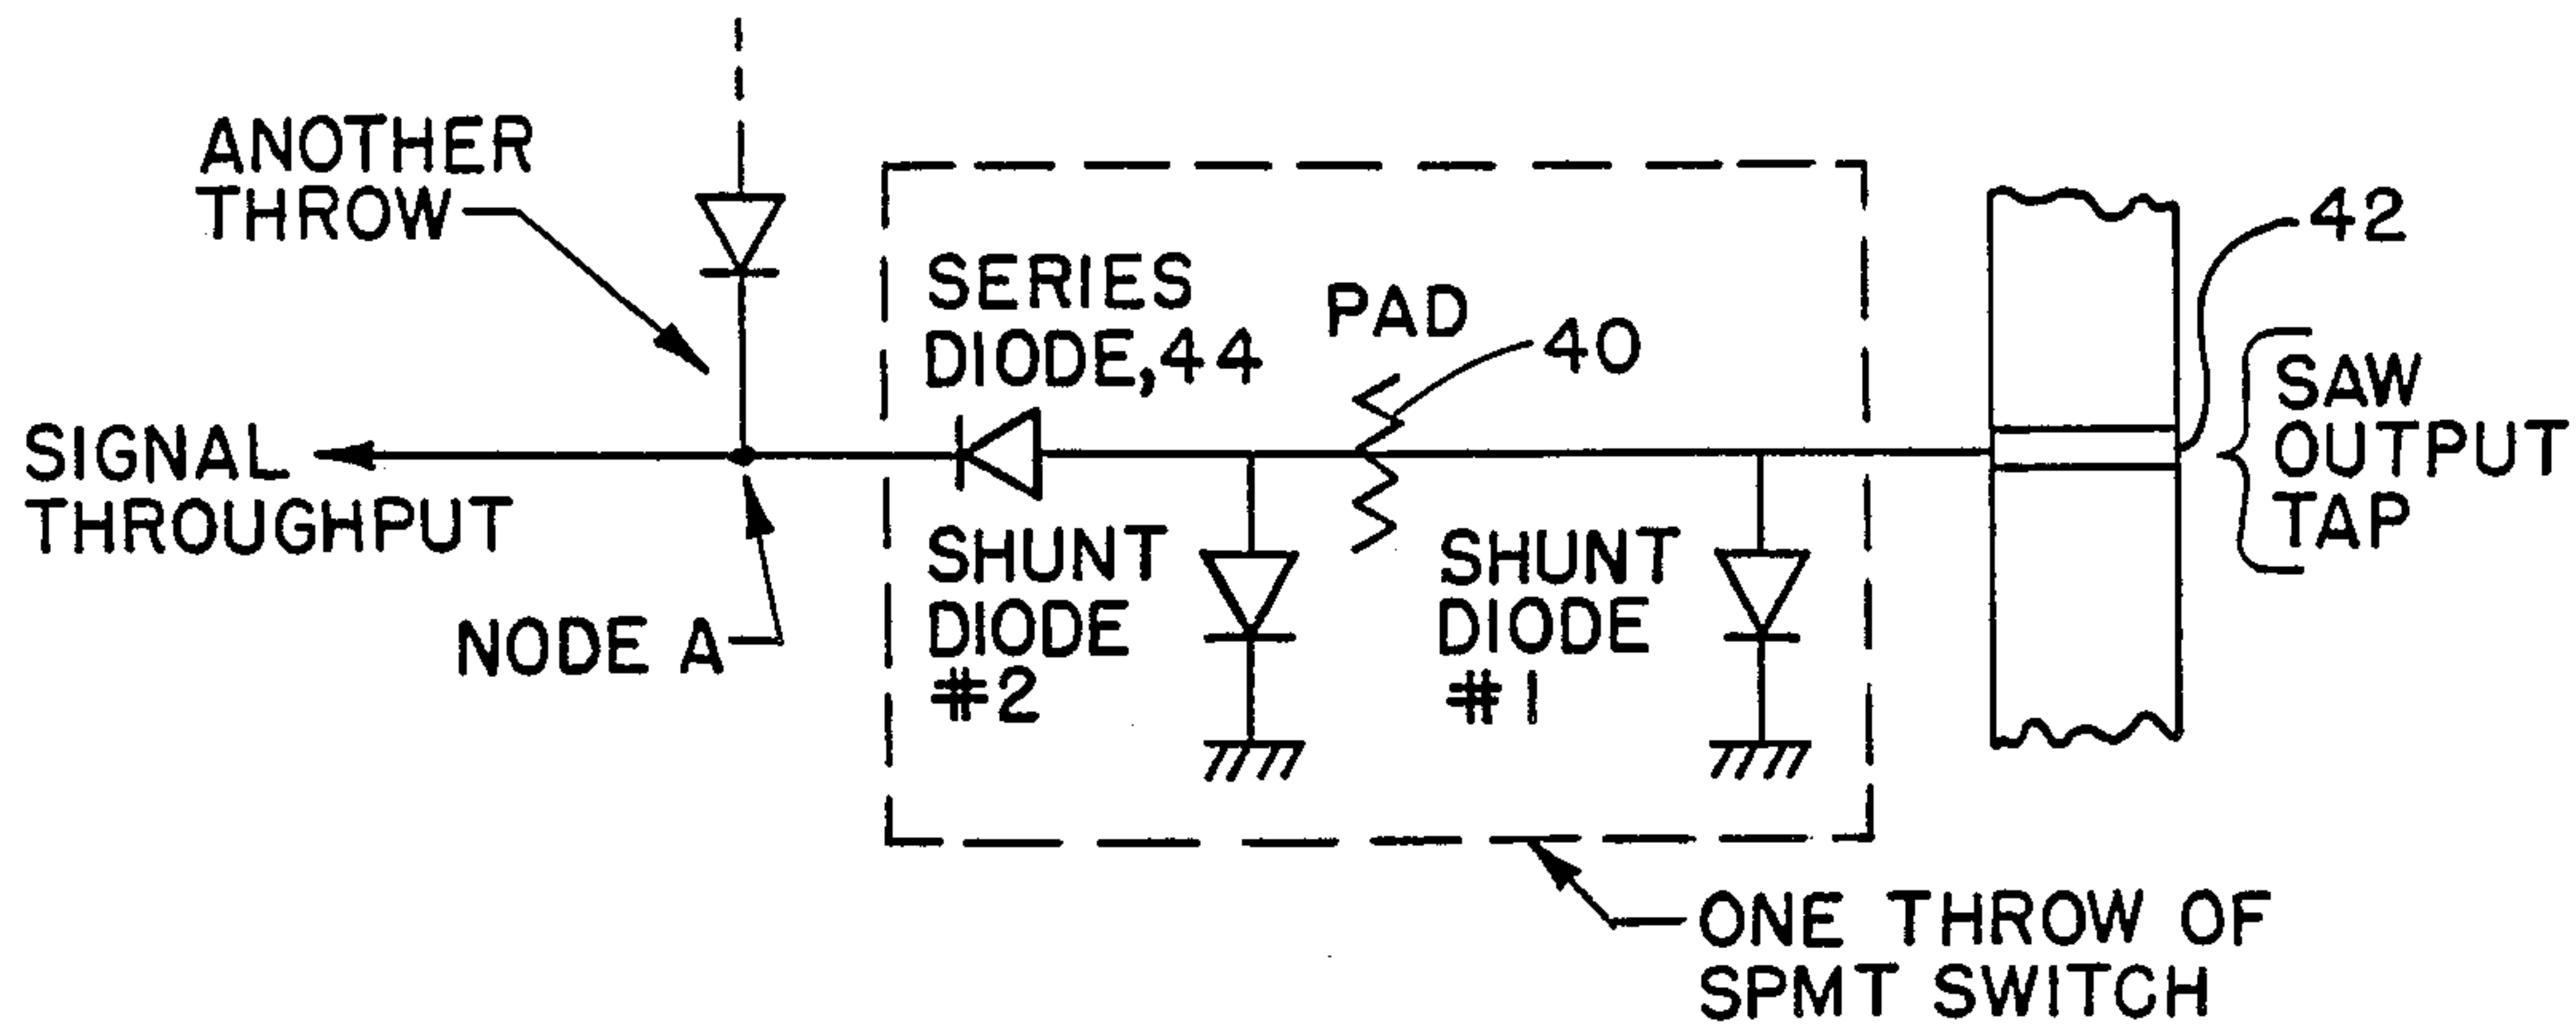 ANOTHER
THROW
SERIES
DIODE,44
PAD
40
42
SAW
OUTPUT
TAP
SIGNAL
THROUGHPUT
NODE A
SHUNT
DIODE
#2
SHUNT
DIODE
#1
ONE THROW OF
SPMT SWITCH